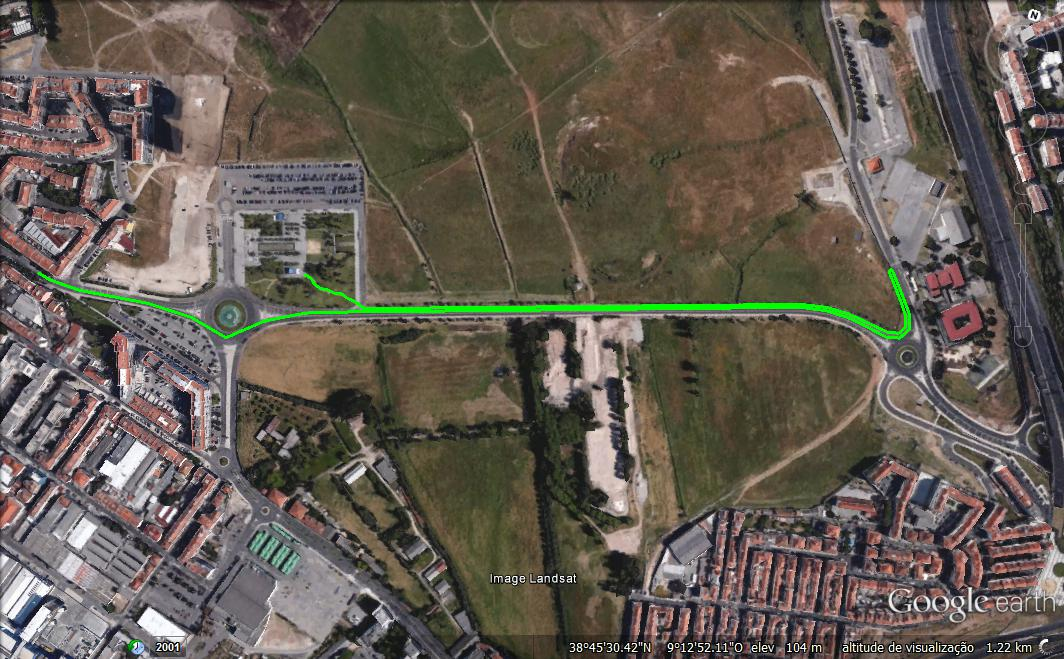 N
Image Landsat
Google earth
2001
38°45'30.42"N 9°12'52.11"O elev 104 m altitude de visualização 1.22 km